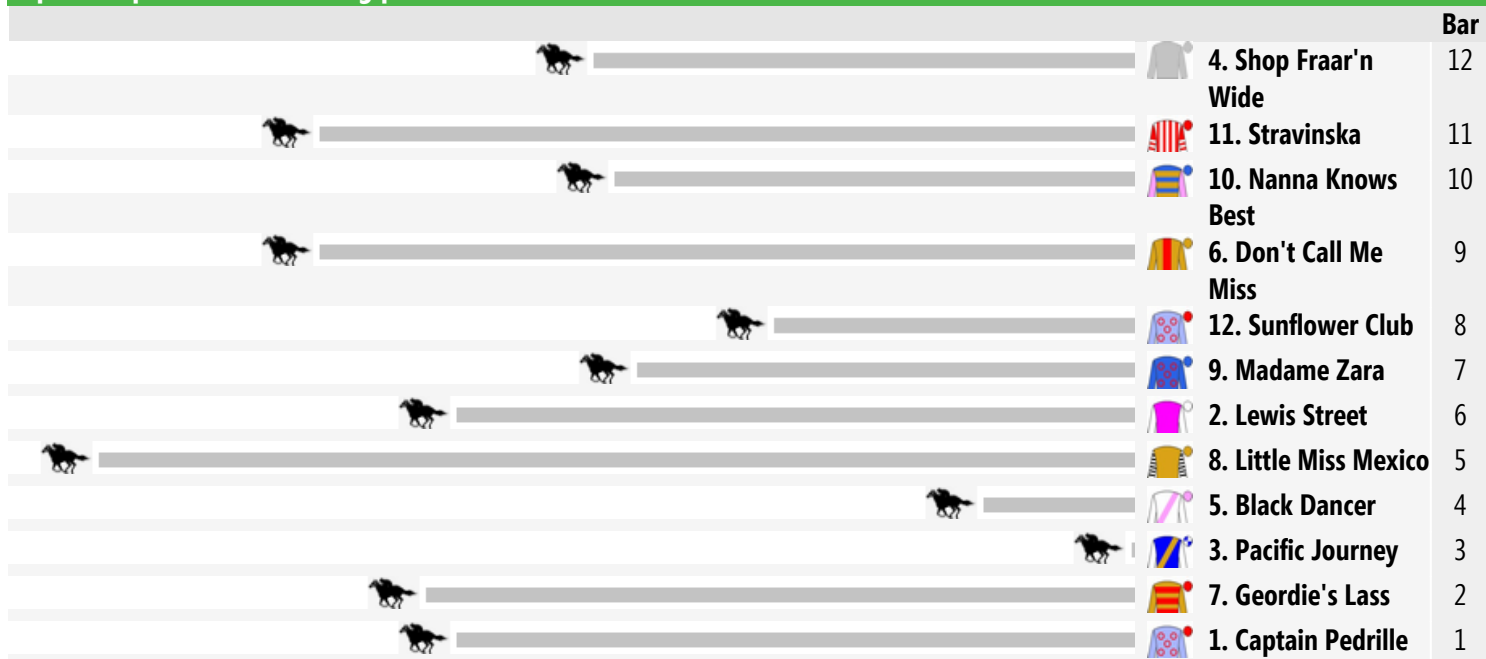 Bar
4. Shop Fraar'n 12
Wide
11. Stravinska 11
10. Nanna Knows 10
Best
6. Don't Call Me 9
Miss
12. Sunflower Club 8
9. Madame Zara 7
2. Lewis Street 6
8. Little Miss Mexico 5
5. Black Dancer 4
3. Pacific Journey 3
7. Geordie's Lass 2
1. Captain Pedrille 1